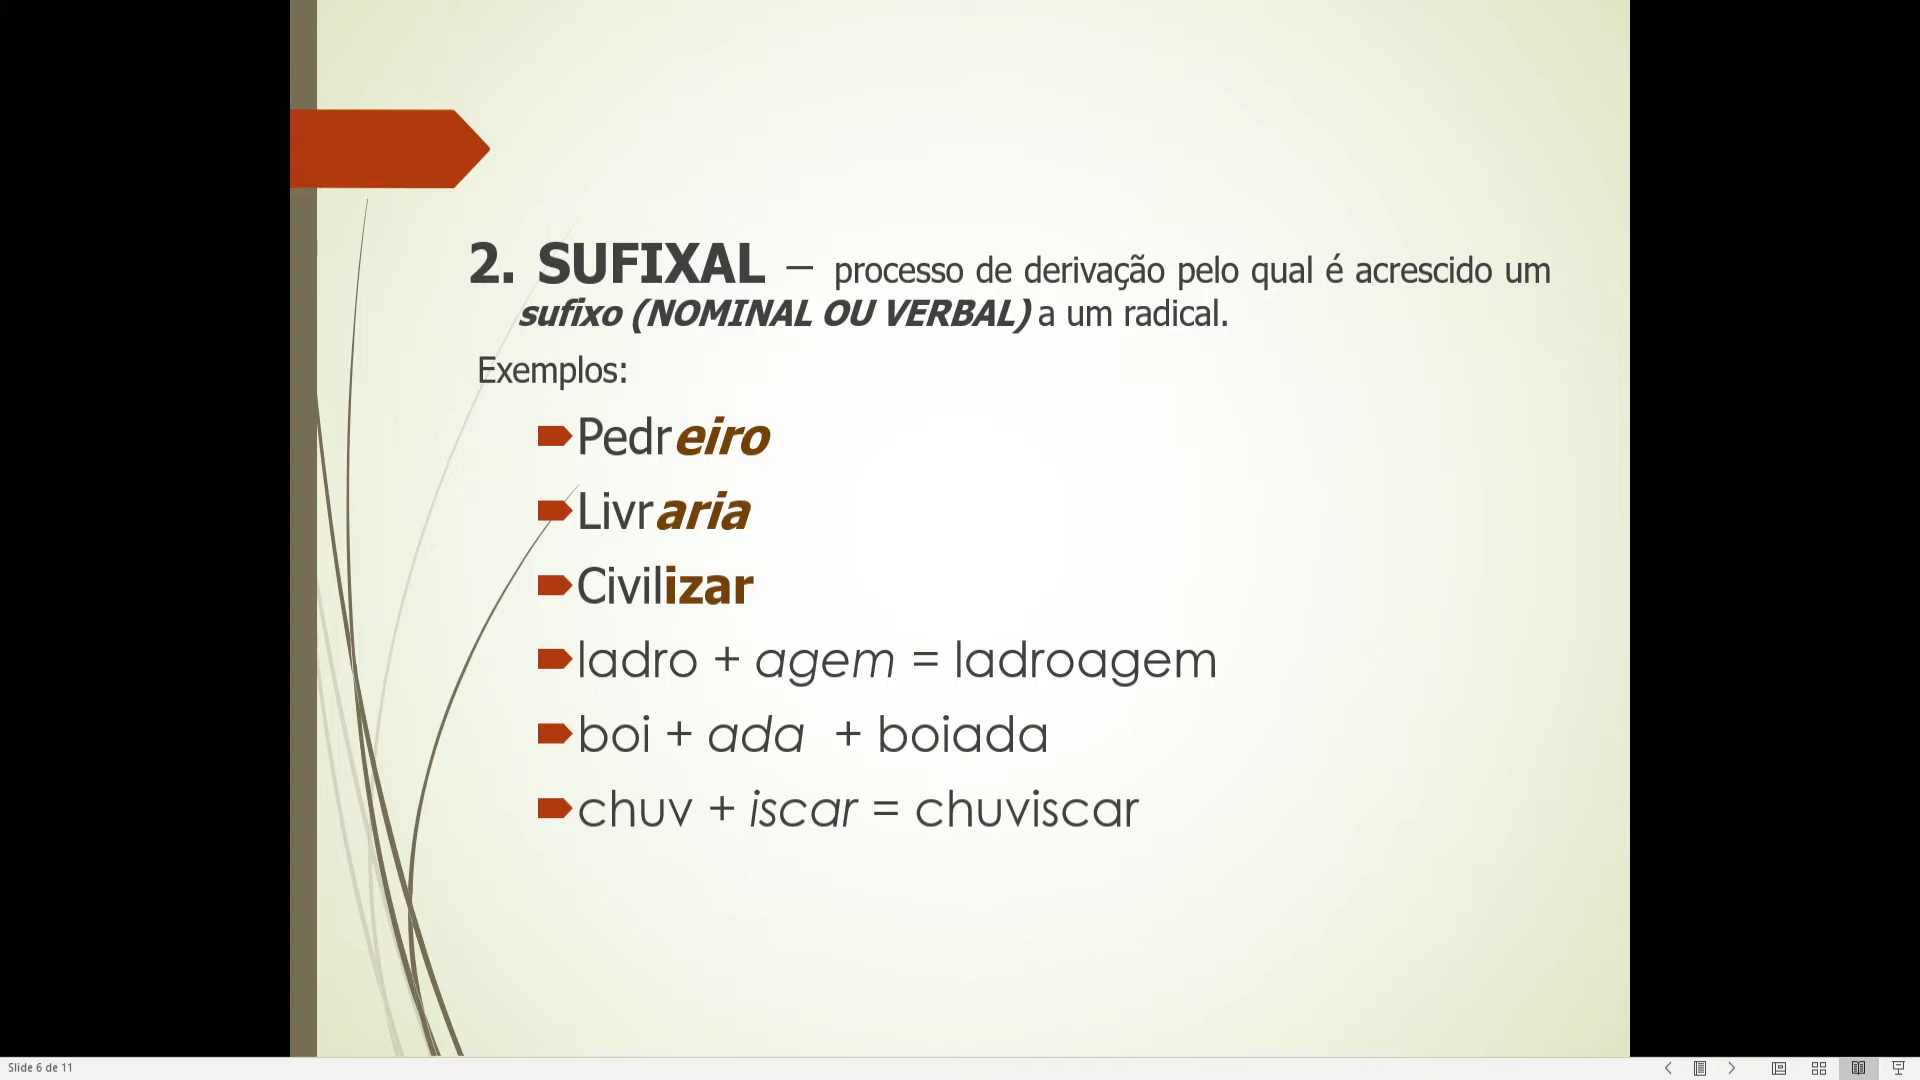 2. SUFIXAL – processo de derivação pelo qual é acrescido um
sufixo (NOMINAL OU VERBAL) a um radical.
Exemplos:
Pedreiro
Livraria
Civilizar
ladro + agem = ladroagem
boi + ada + boiada
chuv + iscar = chuviscar
Slide 6 de 11